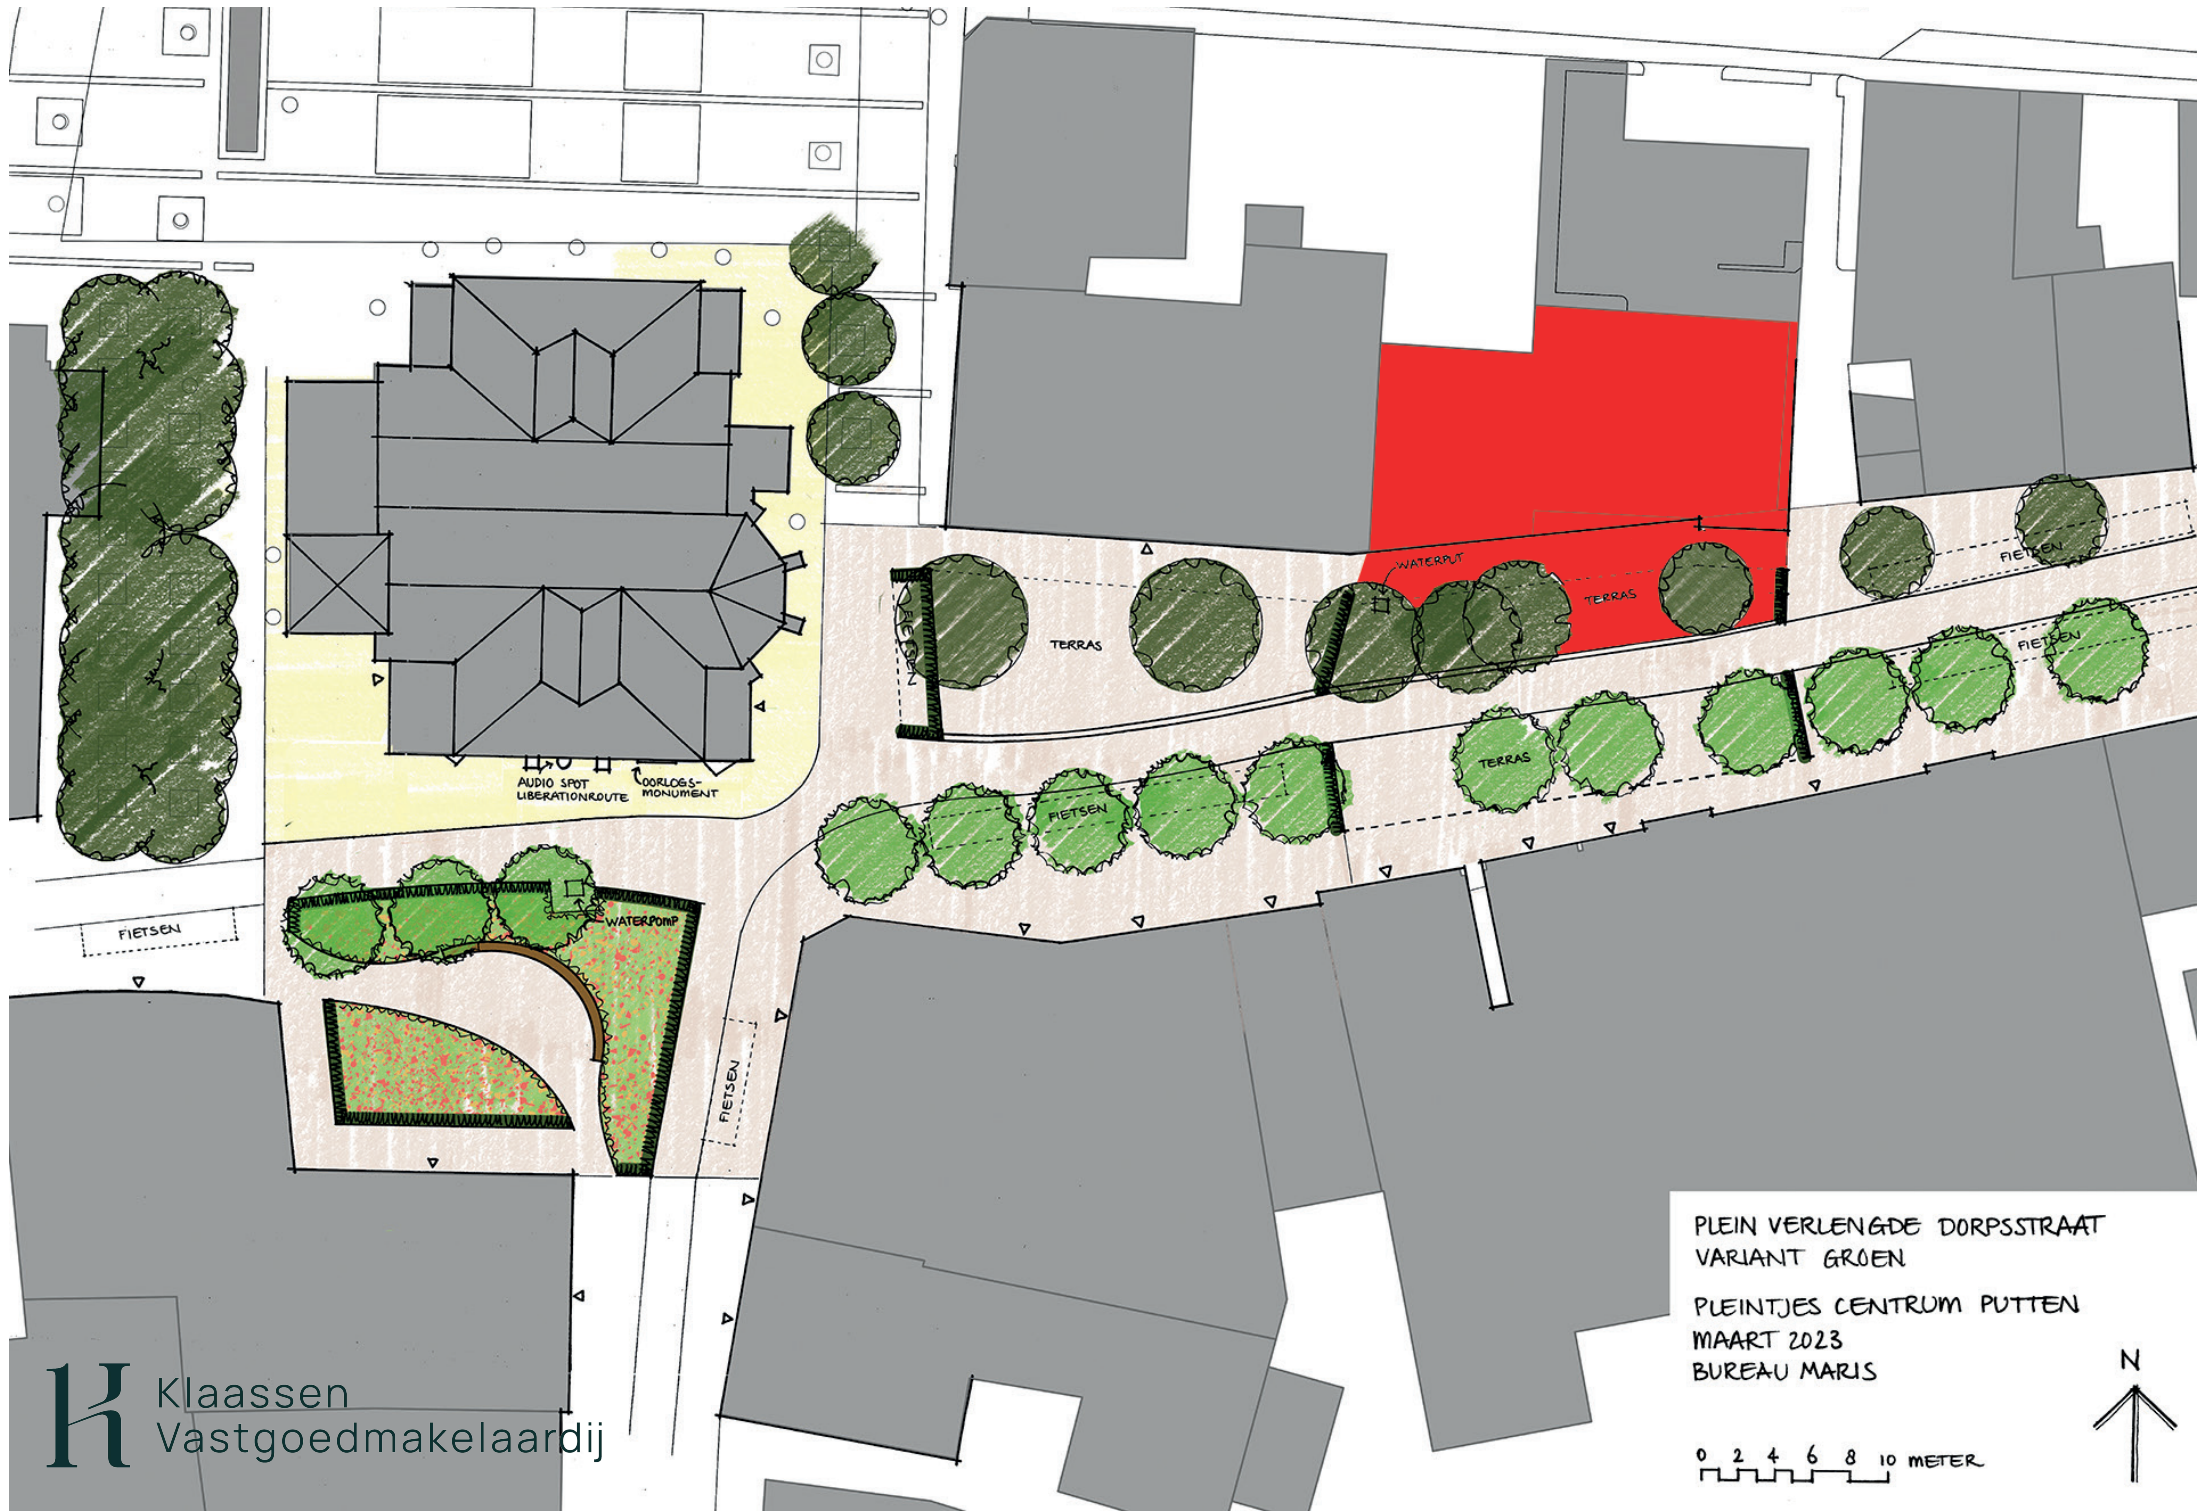 WATERPUT
FIETSEN
FIETSEN
TERRAS
TERRAS
FIETSEN
TERRAS
AUDIO SPOT
LIBERATIONROUTE
OORLOGS-
MONUMENT
FIETSEN
WATERPOMP
FIETSEN
FIETSEN
PLEIN VERLENGDE DORPSSTRAAT
VARIANT GROEN
PLEINTJES CENTRUM PUTTEN
MAART 2023
BUREAU MARIS
N
0 2 4 6 8 10 METER
Klaassen
Vastgoedmakelaardij